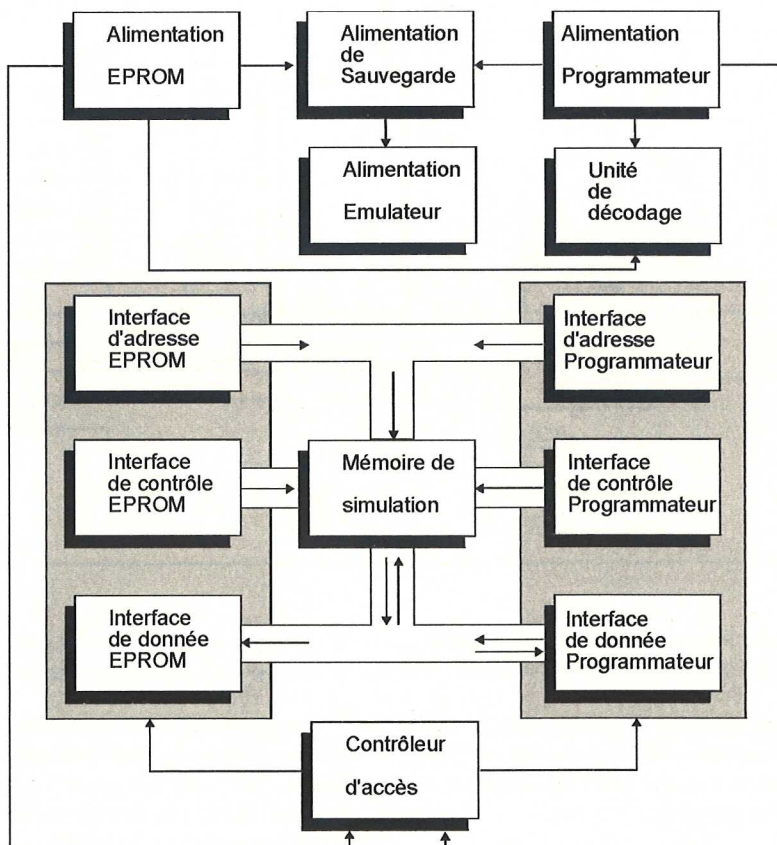 Alimentation
EPROM
Alimentation
de
Sauvegarde
Alimentation
Programmateur
Alimentation
Emulateur
Unité
de
décodage
Interface
d'adresse
EPROM
Interface
d'adresse
Programmateur
Interface
de contrôle
EPROM
Mémoire de
simulation
Interface
de contrôle
Programmateur
Interface
de donnée
EPROM
Interface
de donnée
Programmateur
Contrôleur
d'accès